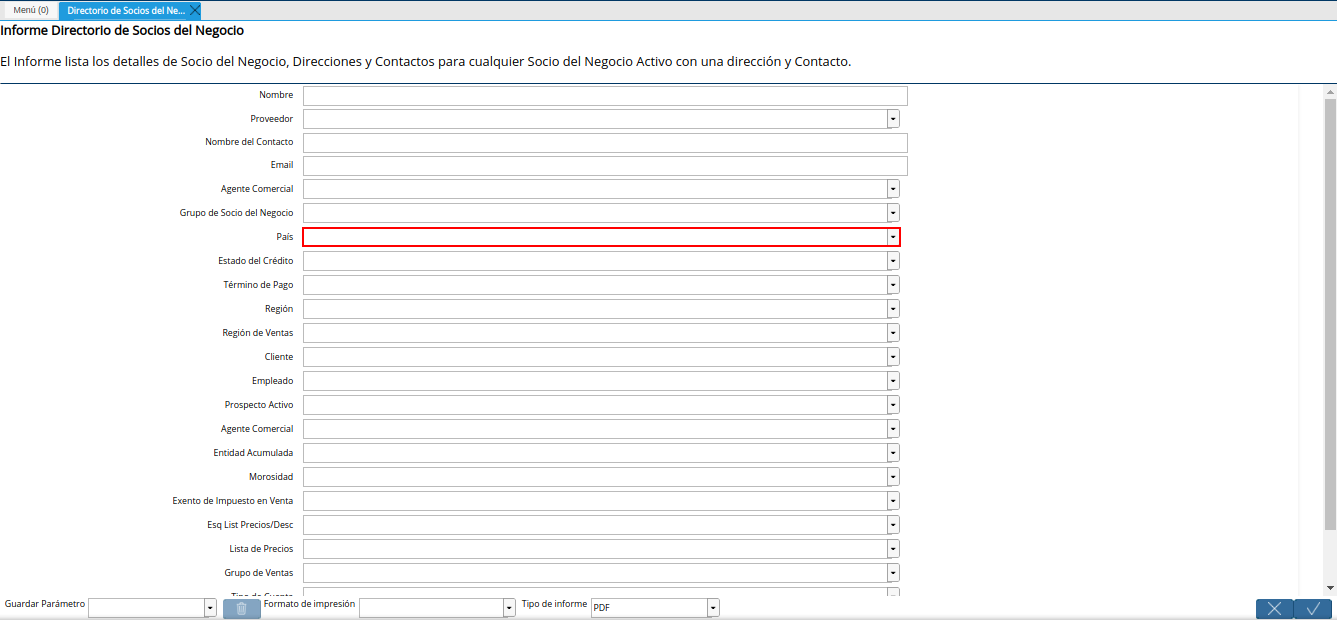 Menú (0)
Directorio de Socios del Ne...
Informe Directorio de Socios del Negocio
El Informe lista los detalles de Socio del Negocio, Direcciones y Contactos para cualquier Socio del Negocio Activo con una dirección y Contacto.
Nombre
Proveedor
Nombre del Contacto
Email
Agente Comercial
Grupo de Socio del Negocio
País
Estado del Crédito
Término de Pago
Región
Región de Ventas
Cliente
Empleado
Prospecto Activo
Agente Comercial
Entidad Acumulada
Morosidad
Exento de Impuesto en Venta
Esq List Precios/Desc
Lista de Precios
Grupo de Ventas
Guardar Parámetro
Formato de impresión
Tipo de informe
PDF